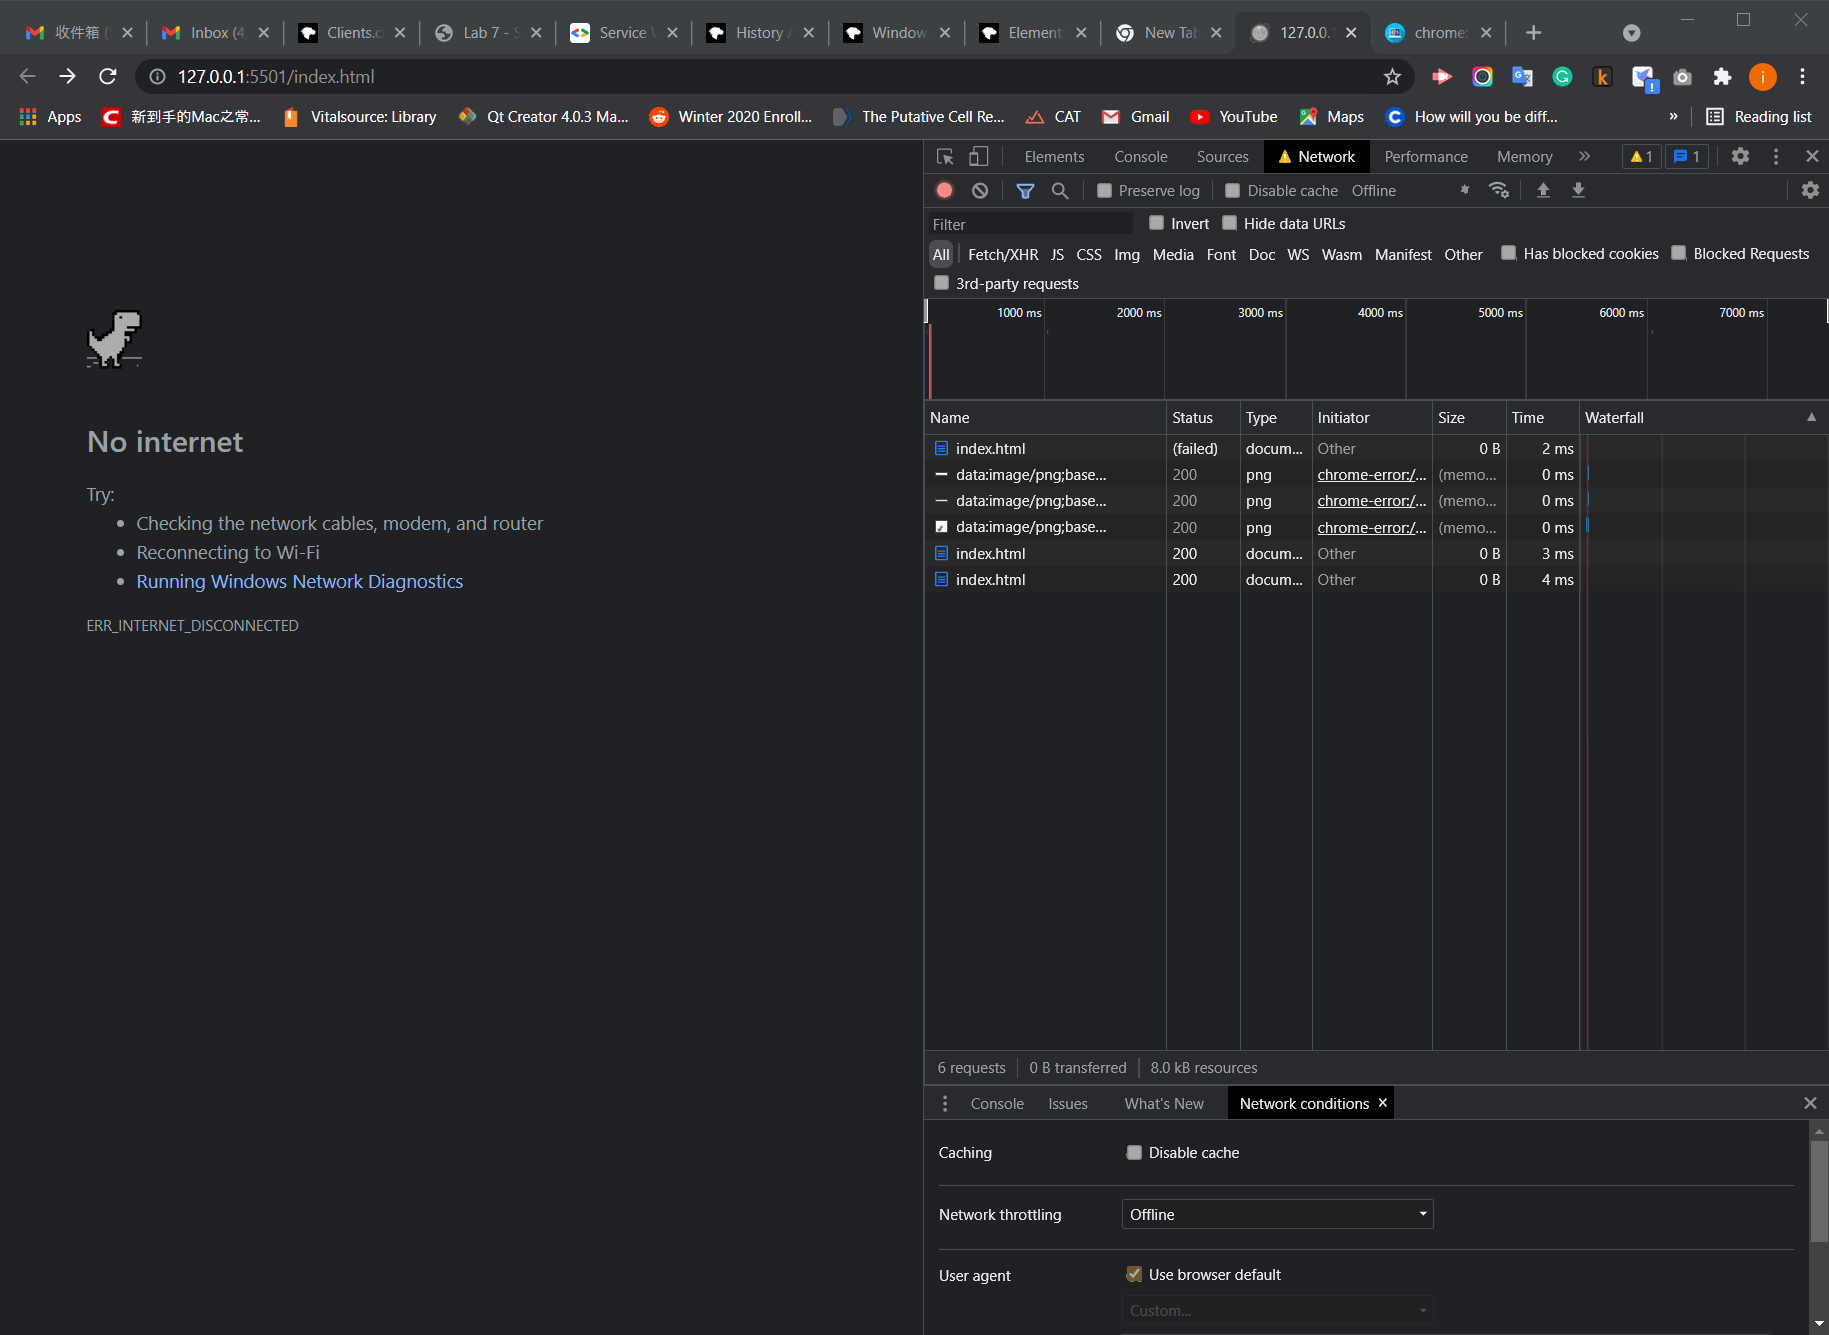 收件箱 (
Inbox (4,
Clients.c
Lab 7 - S
Service W
History A
Window
Element
New Tab
127.0.0.1
chrome:
127.0.0.1:5501/index.html
Apps
新到手的Mac之常...
Vitalsource: Library
Qt Creator 4.0.3 Ma...
Winter 2020 Enroll...
The Putative Cell Re...
CAT
Gmail
YouTube
Maps
How will you be diff...
»
Reading list
Elements
Console
Sources
Network
Performance
Memory
»
1
1
Preserve log
Disable cache
Offline
Filter
Invert
Hide data URLs
All
Fetch/XHR
JS
CSS
Img
Media
Font
Doc
WS
Wasm
Manifest
Other
Has blocked cookies
Blocked Requests
3rd-party requests
1000 ms
2000 ms
3000 ms
4000 ms
5000 ms
6000 ms
7000 ms
Name Status Type Initiator Size Time Waterfall
index.html (failed) docum... Other 0 B 2 ms
data:image/png;base... 200 png chrome-error:/... (memo... 0 ms
data:image/png;base... 200 png chrome-error:/... (memo... 0 ms
data:image/png;base... 200 png chrome-error:/... (memo... 0 ms
index.html 200 docum... Other 0 B 3 ms
index.html 200 docum... Other 0 B 4 ms
No internet
Try:
Checking the network cables, modem, and router
Reconnecting to Wi-Fi
Running Windows Network Diagnostics
ERR_INTERNET_DISCONNECTED
6 requests
0 B transferred
8.0 kB resources
Console
Issues
What's New
Network conditions
Caching
Disable cache
Network throttling
Offline
User agent
Use browser default
Custom...